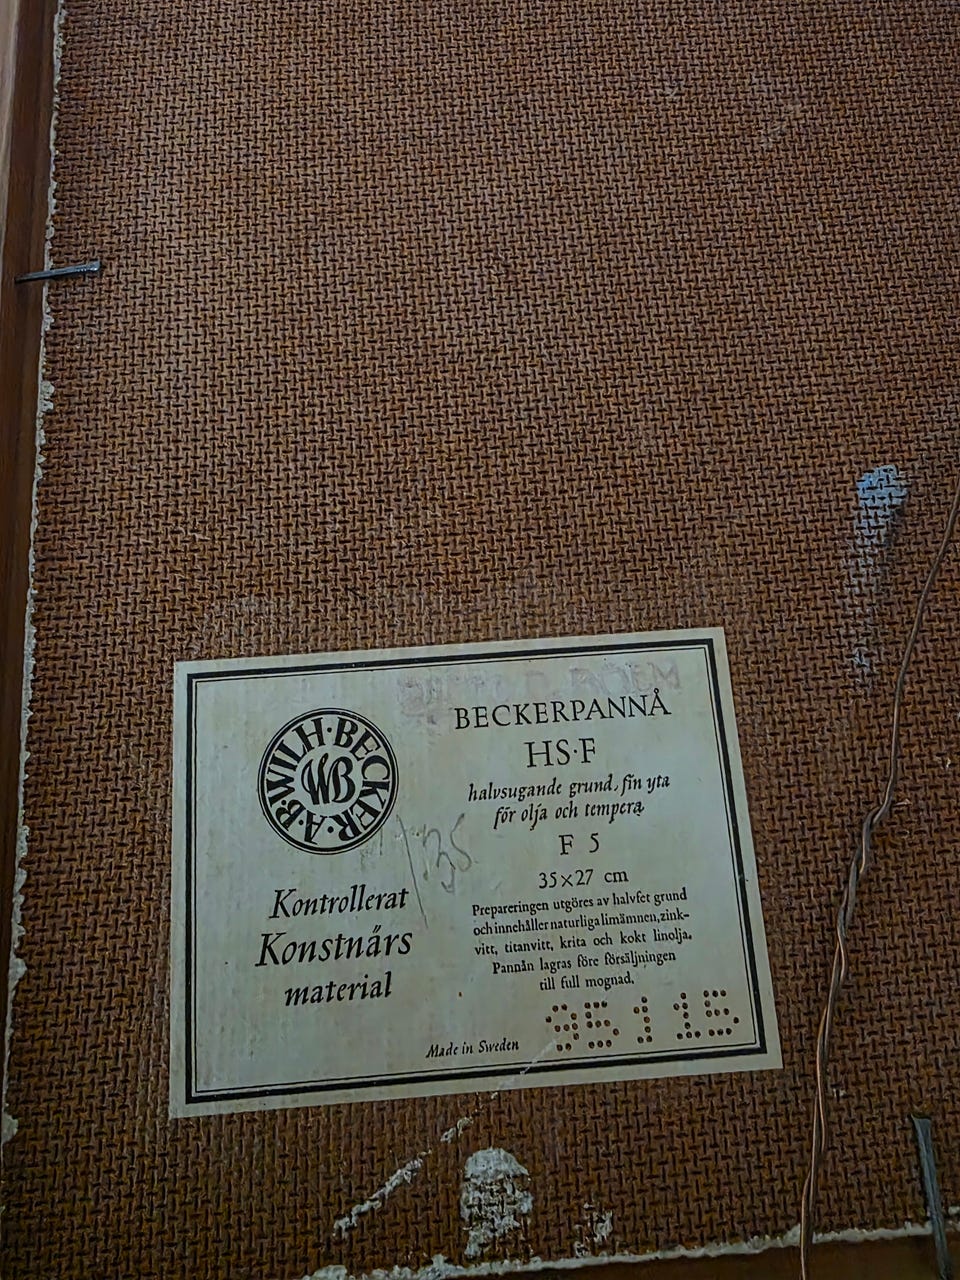 WILH·BECKER·A·B·
WB
Kontrollerat
Konstnärs
material
BECKERPANNÅ
HS·F
halvsugande grund, fin yta
för olja och tempera
F 5
35×27 cm
Prepareringen utgöres av halvfet grund
och innehåller naturliga limämnen, zink-
vitt, titanvitt, krita och kokt linolja.
Pannån lagras före försäljningen
till full mognad.
Made in Sweden
95115